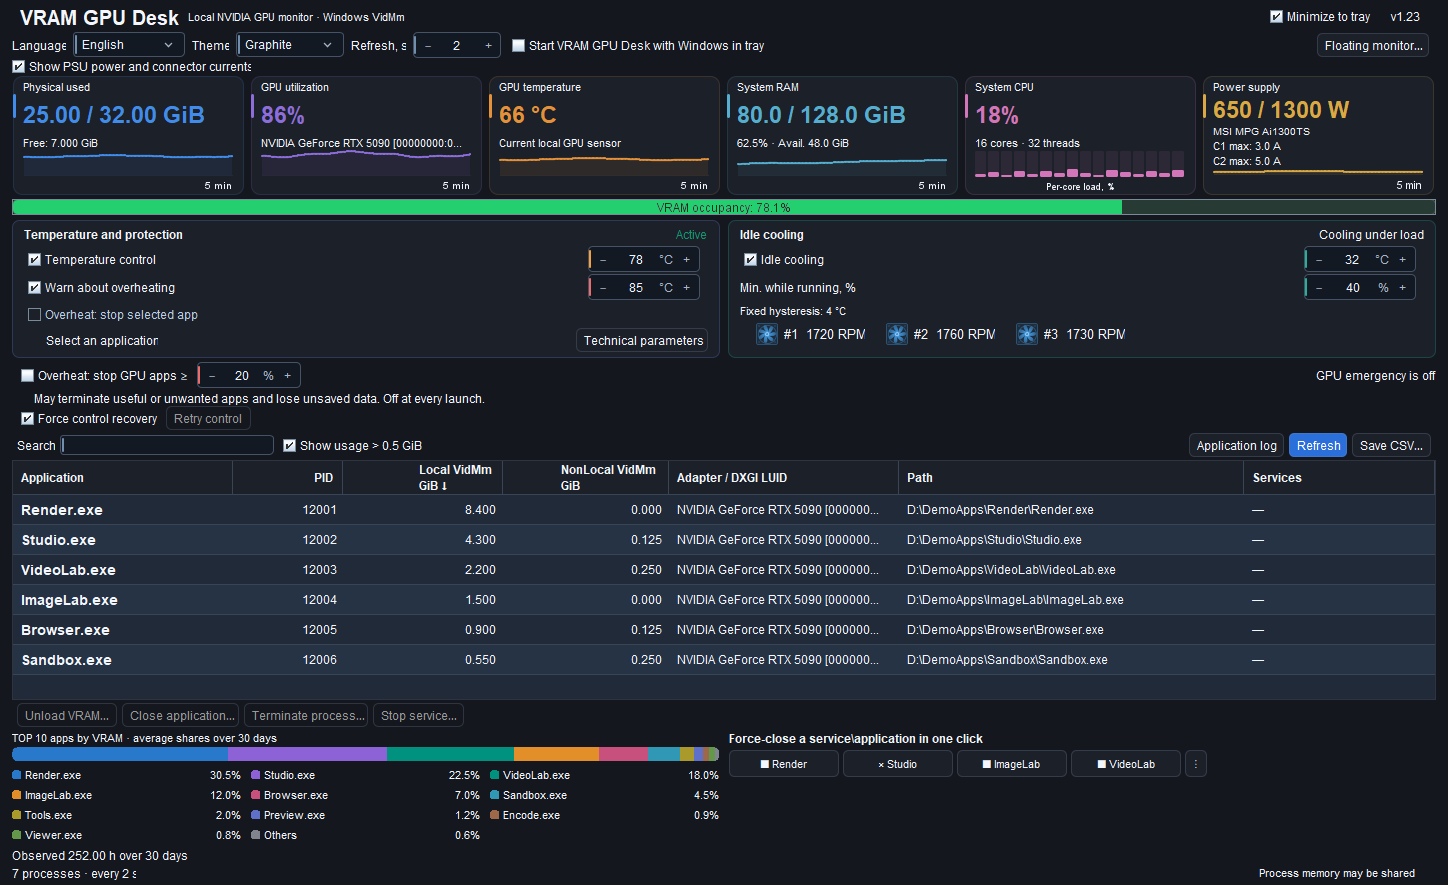 VRAM GPU Desk Local NVIDIA GPU monitor · Windows VidMm
Minimize to tray v1.23
Language English Theme Graphite Refresh, s − 2 + Start VRAM GPU Desk with Windows in tray Floating monitor...
Show PSU power and connector currents
Physical used
25.00 / 32.00 GiB
Free: 7.000 GiB
5 min
GPU utilization
86%
NVIDIA GeForce RTX 5090 [00000000:0...
5 min
GPU temperature
66 °C
Current local GPU sensor
5 min
System RAM
80.0 / 128.0 GiB
62.5% · Avail. 48.0 GiB
5 min
System CPU
18%
16 cores · 32 threads
Per-core load, %
Power supply
650 / 1300 W
MSI MPG Ai1300TS
C1 max: 3.0 A
C2 max: 5.0 A
5 min
VRAM occupancy: 78.1%
Temperature and protection Active
Temperature control − 78 °C +
Warn about overheating − 85 °C +
Overheat: stop selected app
Select an application Technical parameters
Idle cooling Cooling under load
Idle cooling − 32 °C +
Min. while running, % − 40 % +
Fixed hysteresis: 4 °C
#1 1720 RPM #2 1760 RPM #3 1730 RPM
Overheat: stop GPU apps ≥ − 20 % + GPU emergency is off
May terminate useful or unwanted apps and lose unsaved data. Off at every launch.
Force control recovery Retry control
Search Show usage > 0.5 GiB Application log Refresh Save CSV...
Application PID Local VidMm GiB ↓ NonLocal VidMm GiB Adapter / DXGI LUID Path Services
Render.exe 12001 8.400 0.000 NVIDIA GeForce RTX 5090 [000000... D:\DemoApps\Render\Render.exe —
Studio.exe 12002 4.300 0.125 NVIDIA GeForce RTX 5090 [000000... D:\DemoApps\Studio\Studio.exe —
VideoLab.exe 12003 2.200 0.250 NVIDIA GeForce RTX 5090 [000000... D:\DemoApps\VideoLab\VideoLab.exe —
ImageLab.exe 12004 1.500 0.000 NVIDIA GeForce RTX 5090 [000000... D:\DemoApps\ImageLab\ImageLab.exe —
Browser.exe 12005 0.900 0.125 NVIDIA GeForce RTX 5090 [000000... D:\DemoApps\Browser\Browser.exe —
Sandbox.exe 12006 0.550 0.250 NVIDIA GeForce RTX 5090 [000000... D:\DemoApps\Sandbox\Sandbox.exe —
Unload VRAM... Close application... Terminate process... Stop service...
TOP 10 apps by VRAM · average shares over 30 days
Render.exe 30.5% Studio.exe 22.5% VideoLab.exe 18.0%
ImageLab.exe 12.0% Browser.exe 7.0% Sandbox.exe 4.5%
Tools.exe 2.0% Preview.exe 1.2% Encode.exe 0.9%
Viewer.exe 0.8% Others 0.6%
Observed 252.00 h over 30 days
7 processes · every 2 s
Force-close a service\application in one click
Render × Studio ImageLab VideoLab ⋮
Process memory may be shared